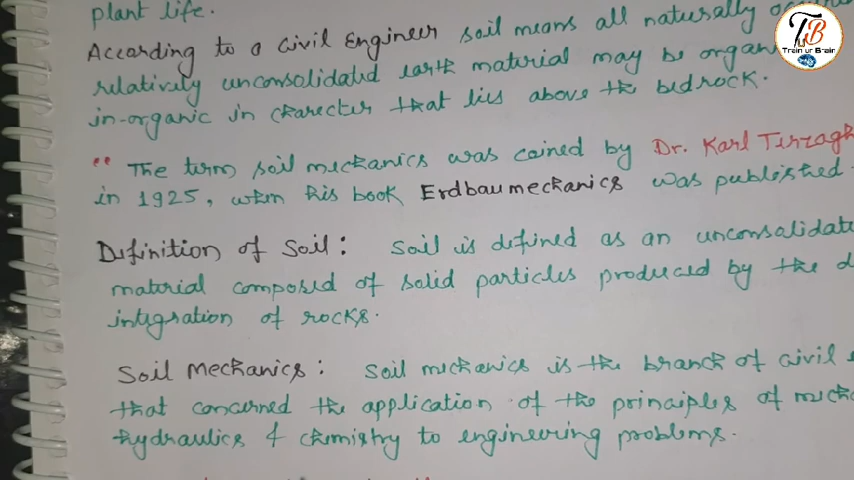 plant life.
According to a civil Engineer soil means all naturally
relatively unconsolidated earth material may be organ
in-organic in charecter that lies above the bedrock.
" The term soil mechanics was coined by Dr. Karl Terzagh
in 1925, when his book Erdbaumechanics was published
Definition of Soil: Soil is defined as an unconsalidate
material composed of solid particles produced by the d
integration of rocks.
Soil Mechanics: Soil mechanics is the branch of civil
that concerned the application of the principles of mech
hydraulics & chemistry to engineering problems.
Train ur Brain